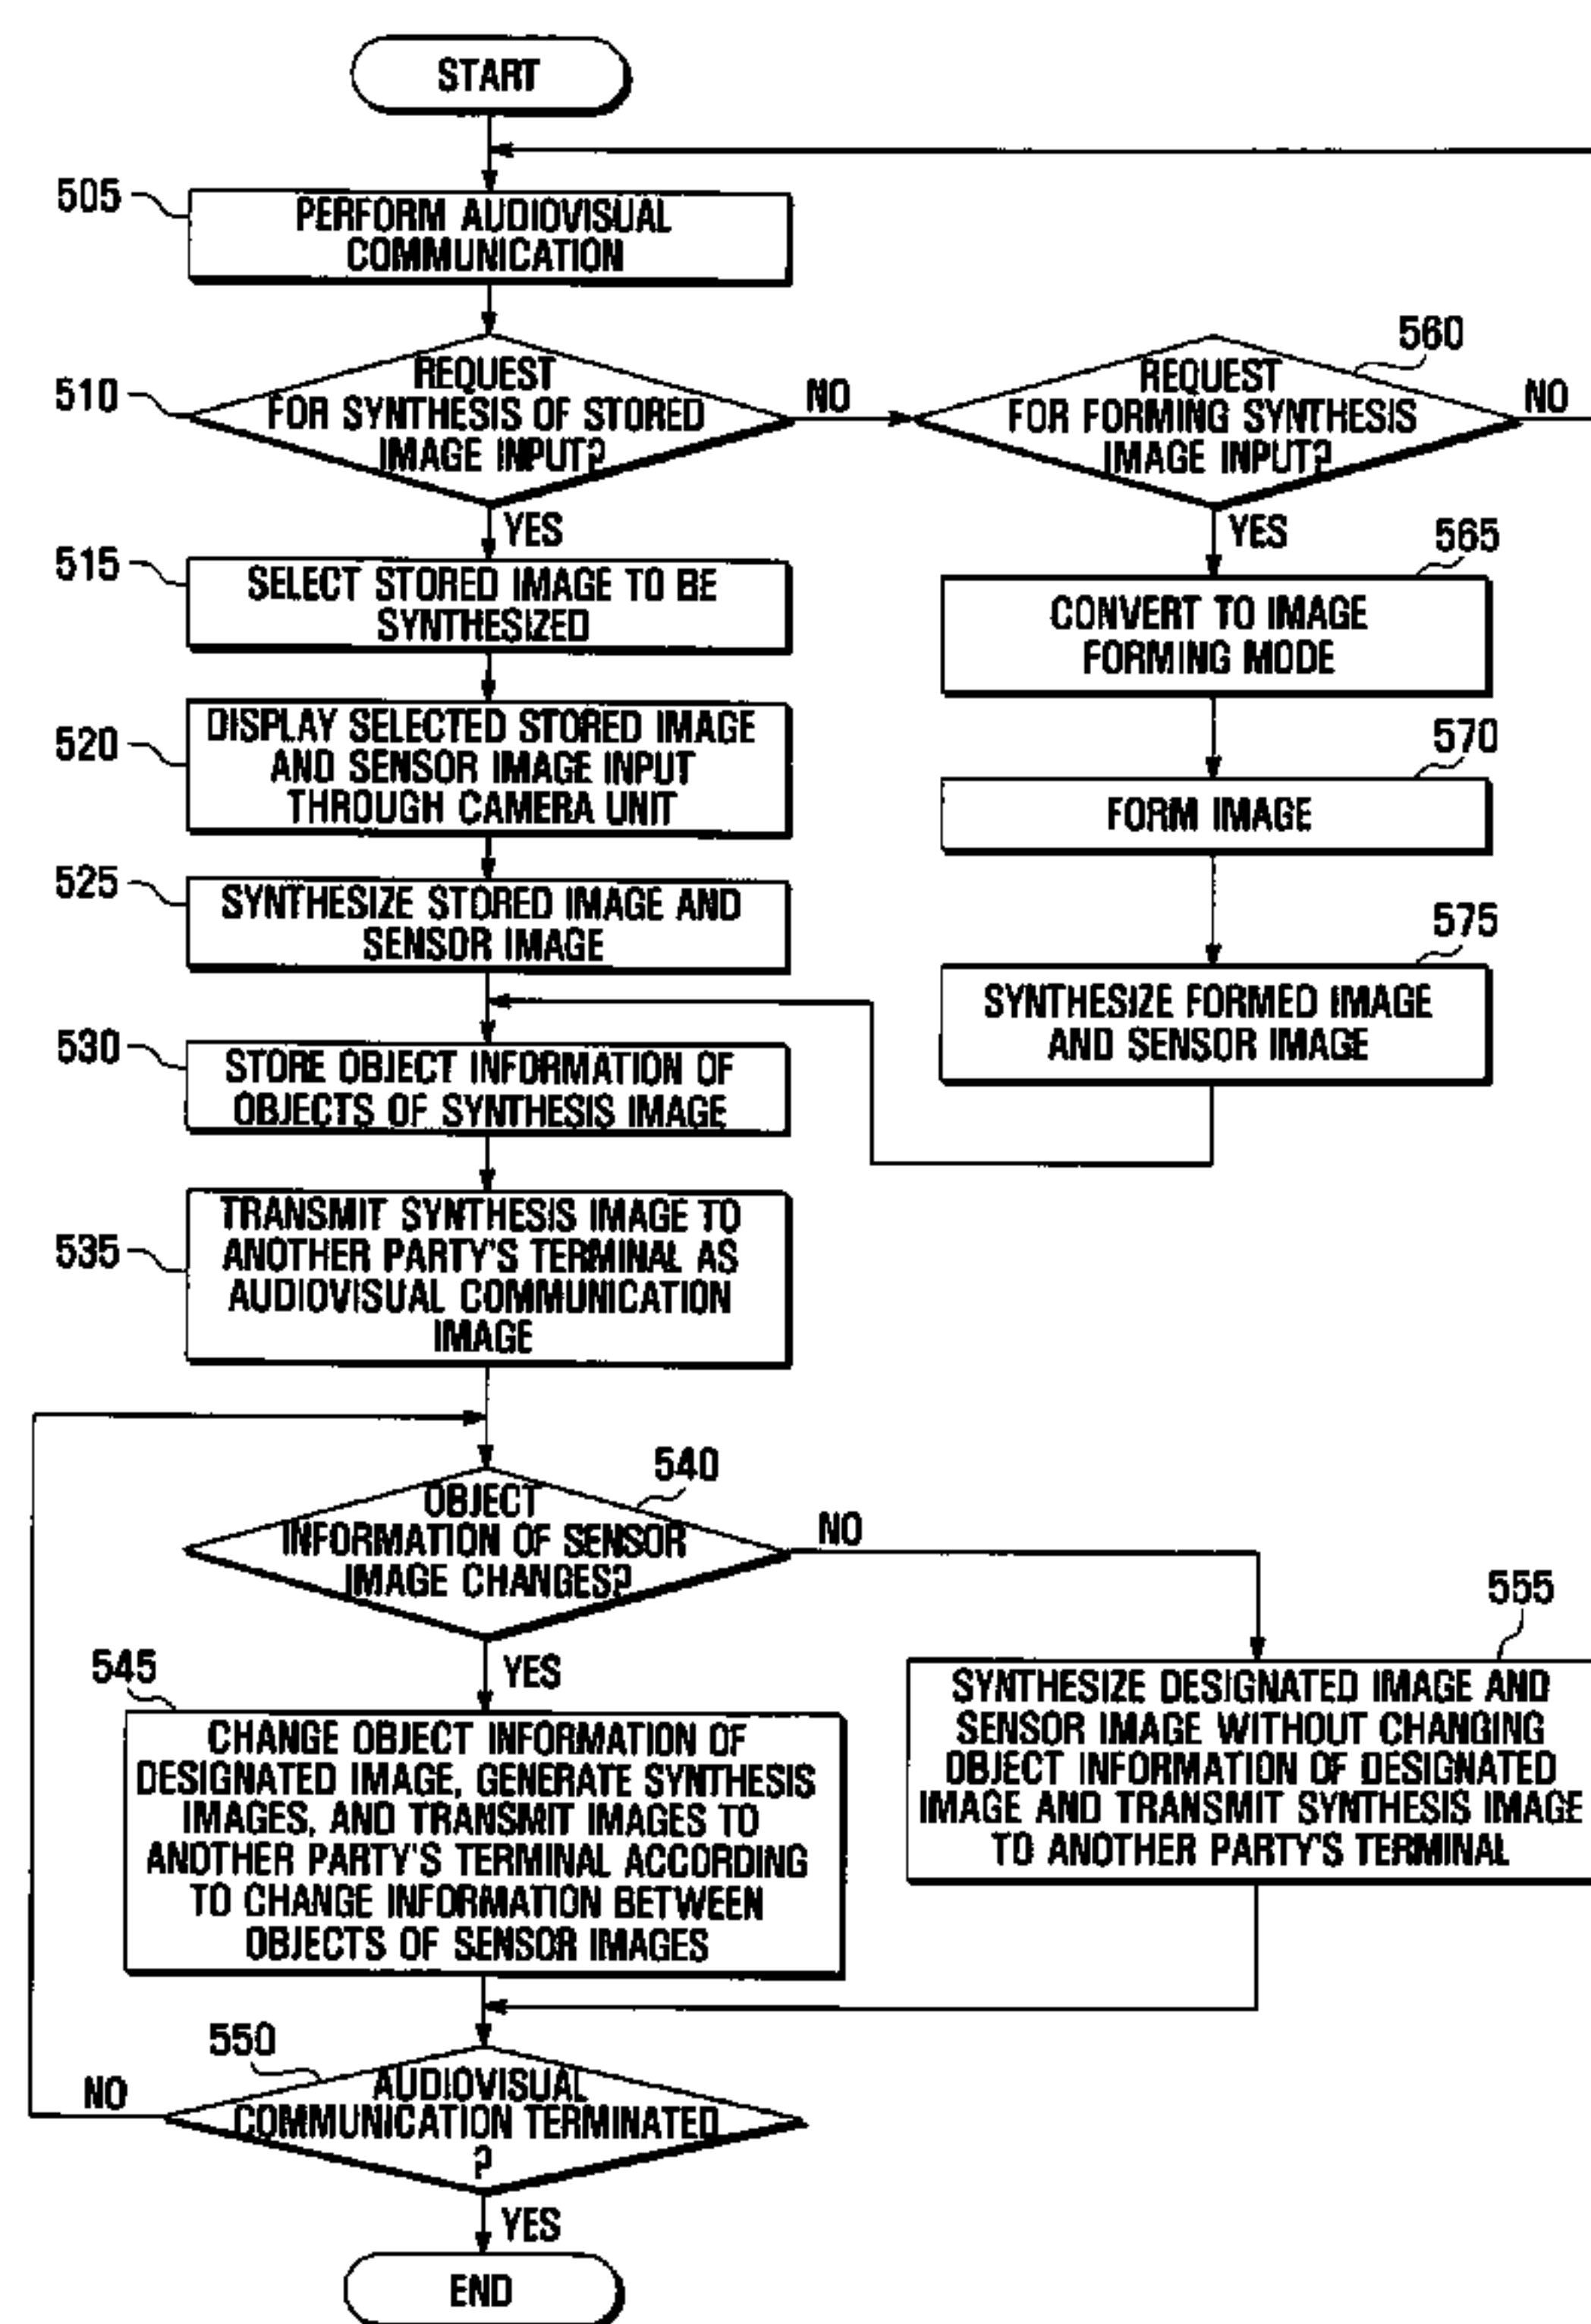 START
505
PERFORM AUDIOVISUAL
COMMUNICATION
510
REQUEST
FOR SYNTHESIS OF STORED
IMAGE INPUT?
NO
560
REQUEST
FOR FORMING SYNTHESIS
IMAGE INPUT?
NO
YES
YES
515
SELECT STORED IMAGE TO BE
SYNTHESIZED
565
CONVERT TO IMAGE
FORMING MODE
520
DISPLAY SELECTED STORED IMAGE
AND SENSOR IMAGE INPUT
THROUGH CAMERA UNIT
570
FORM IMAGE
525
SYNTHESIZE STORED IMAGE AND
SENSOR IMAGE
575
SYNTHESIZE FORMED IMAGE
AND SENSOR IMAGE
530
STORE OBJECT INFORMATION OF
OBJECTS OF SYNTHESIS IMAGE
535
TRANSMIT SYNTHESIS IMAGE TO
ANOTHER PARTY'S TERMINAL AS
AUDIOVISUAL COMMUNICATION
IMAGE
540
OBJECT
INFORMATION OF SENSOR
IMAGE CHANGES?
NO
YES
545
CHANGE OBJECT INFORMATION OF
DESIGNATED IMAGE, GENERATE SYNTHESIS
IMAGES, AND TRANSMIT IMAGES TO
ANOTHER PARTY'S TERMINAL ACCORDING
TO CHANGE INFORMATION BETWEEN
OBJECTS OF SENSOR IMAGES
555
SYNTHESIZE DESIGNATED IMAGE AND
SENSOR IMAGE WITHOUT CHANGING
OBJECT INFORMATION OF DESIGNATED
IMAGE AND TRANSMIT SYNTHESIS IMAGE
TO ANOTHER PARTY'S TERMINAL
550
AUDIOVISUAL
COMMUNICATION TERMINATED
?
NO
YES
END